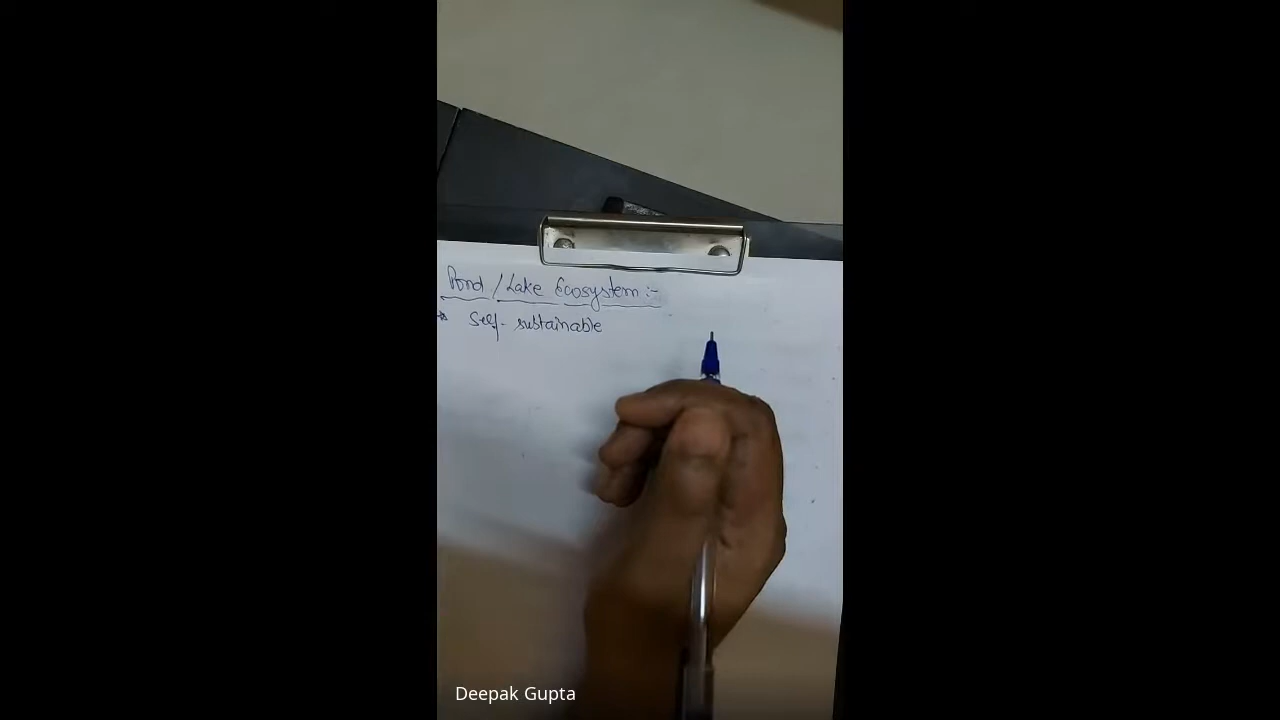 Pond / Lake Ecosystem :-
* Self-sustainable
Deepak Gupta